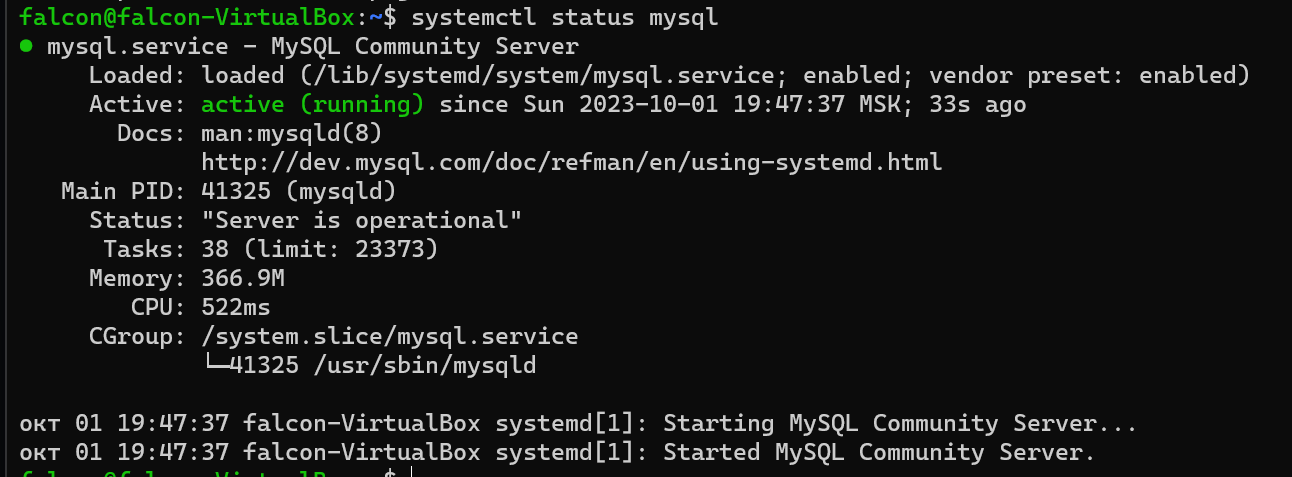 falcon@falcon-VirtualBox:~$ systemctl status mysql
● mysql.service - MySQL Community Server
     Loaded: loaded (/lib/systemd/system/mysql.service; enabled; vendor preset: enabled)
     Active: active (running) since Sun 2023-10-01 19:47:37 MSK; 33s ago
       Docs: man:mysqld(8)
             http://dev.mysql.com/doc/refman/en/using-systemd.html
   Main PID: 41325 (mysqld)
     Status: "Server is operational"
      Tasks: 38 (limit: 23373)
     Memory: 366.9M
        CPU: 522ms
     CGroup: /system.slice/mysql.service
             └─41325 /usr/sbin/mysqld

окт 01 19:47:37 falcon-VirtualBox systemd[1]: Starting MySQL Community Server...
окт 01 19:47:37 falcon-VirtualBox systemd[1]: Started MySQL Community Server.